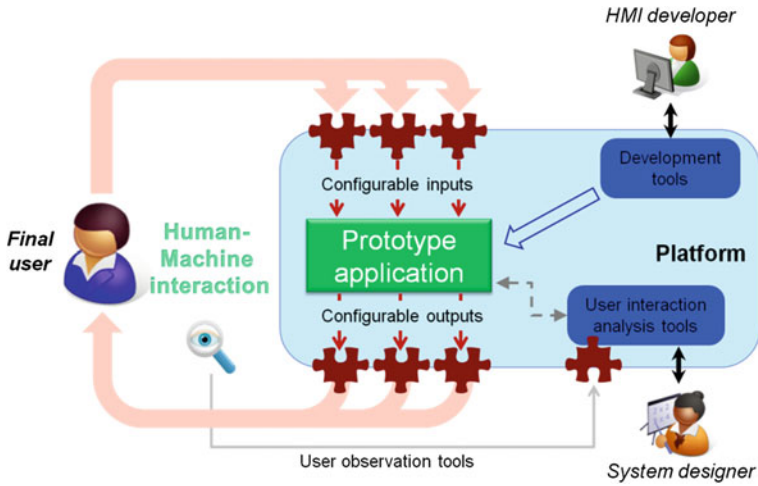 HMI developer
Development
tools
Configurable inputs
Final
user
Human-
Machine
interaction
Prototype
application
Platform
Configurable outputs
User interaction
analysis tools
User observation tools
System designer